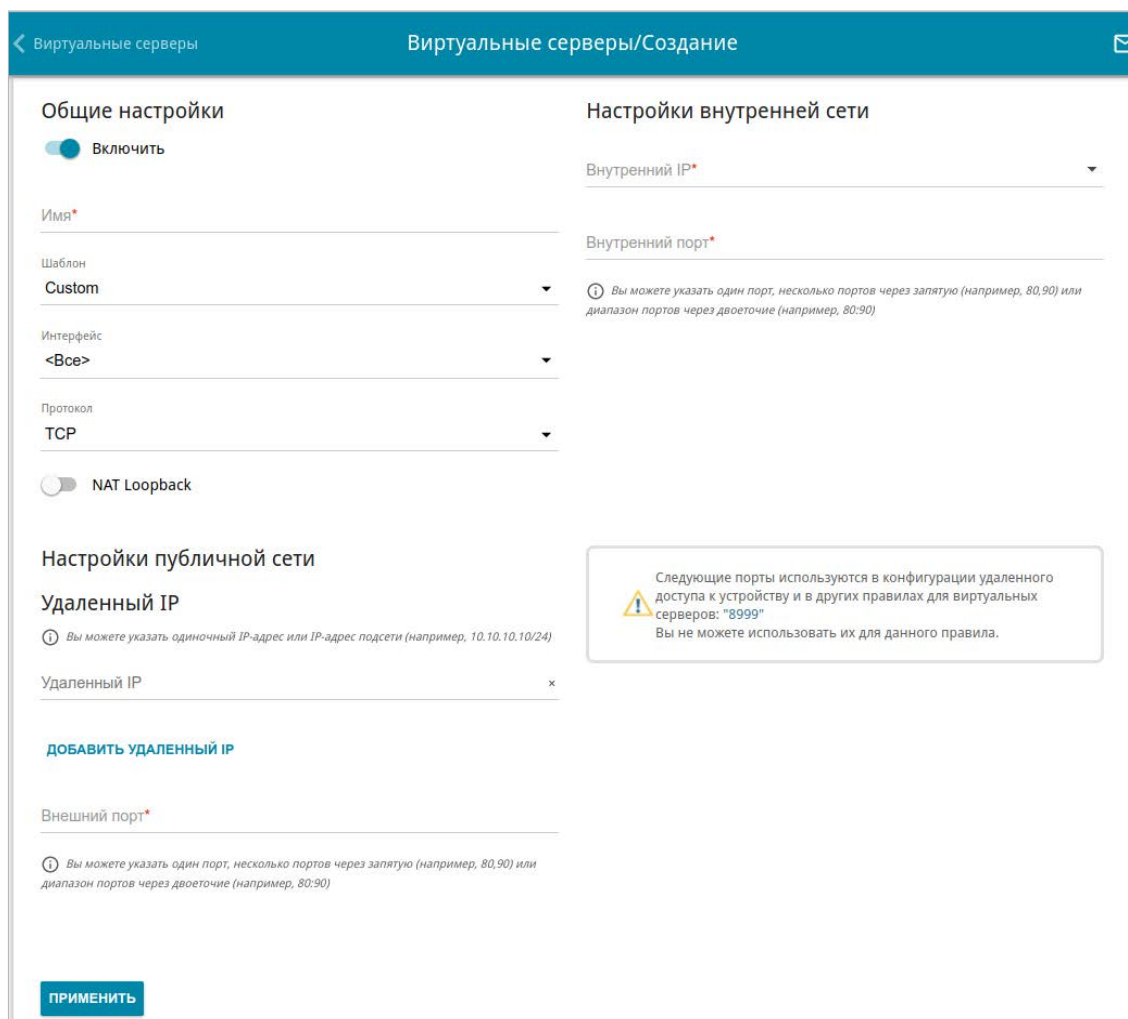 Виртуальные серверы
Виртуальные серверы/Создание
Общие настройки
Включить
Имя*
Шаблон
Custom
Интерфейс
<Все>
Протокол
TCP
NAT Loopback
Настройки внутренней сети
Внутренний IP*
Внутренний порт*
Вы можете указать один порт, несколько портов через запятую (например, 80,90) или
диапазон портов через двоеточие (например, 80:90)
Настройки публичной сети
Удаленный IP
Вы можете указать одиночный IP-адрес или IP-адрес подсети (например, 10.10.10.10/24)
Удаленный IP ×
ДОБАВИТЬ УДАЛЕННЫЙ IP
Внешний порт*
Вы можете указать один порт, несколько портов через запятую (например, 80,90) или
диапазон портов через двоеточие (например, 80:90)
Следующие порты используются в конфигурации удаленного
доступа к устройству и в других правилах для виртуальных
серверов: "8999"
Вы не можете использовать их для данного правила.
ПРИМЕНИТЬ